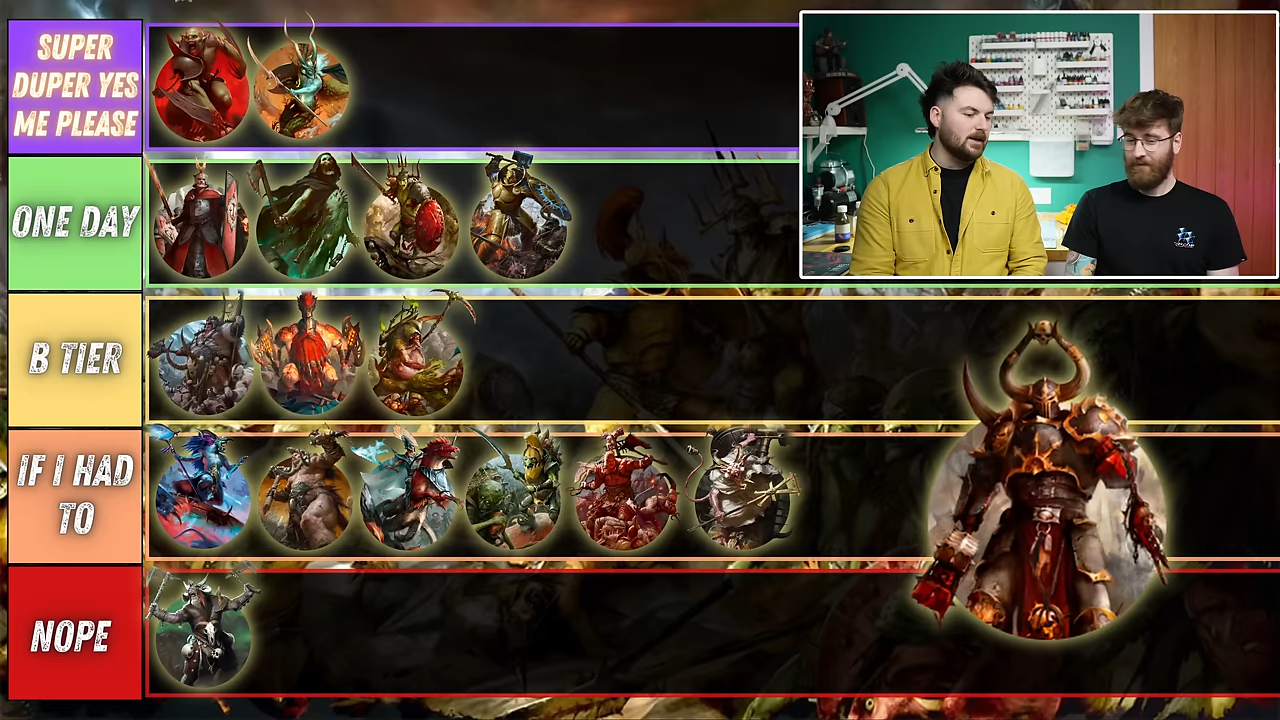 SUPER
DUPER YES
ME PLEASE
ONE DAY
B TIER
IF I HAD
TO
NOPE